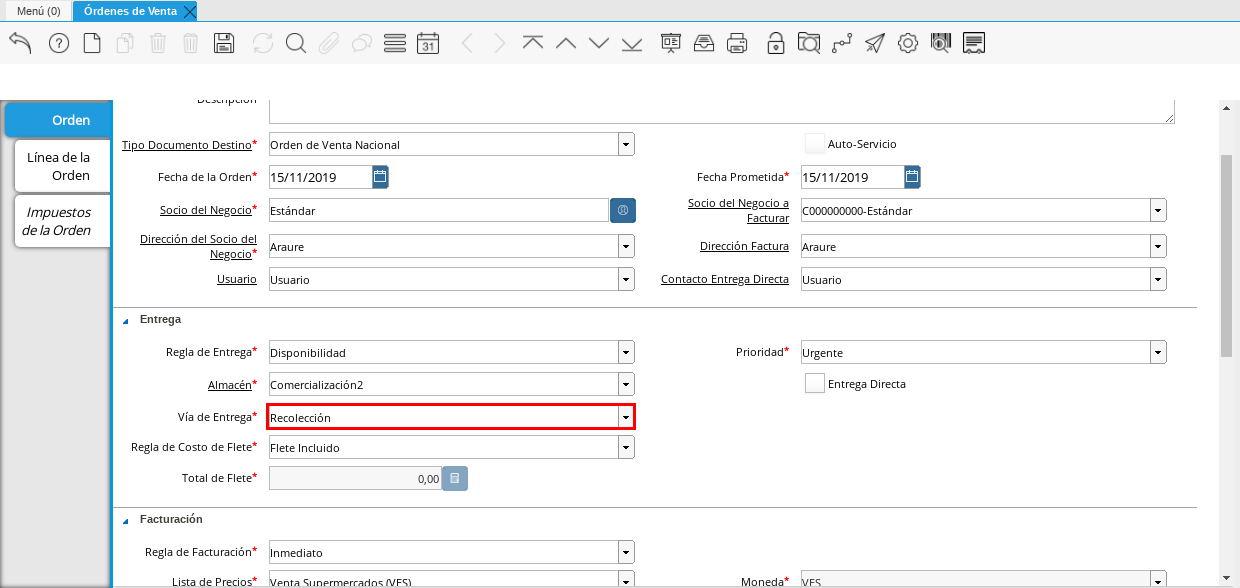 Menú (0)
Órdenes de Venta
31
Orden
Línea de la
Orden
Impuestos
de la Orden
Descripción
Tipo Documento Destino* Orden de Venta Nacional
Auto-Servicio
Fecha de la Orden* 15/11/2019
Fecha Prometida* 15/11/2019
Socio del Negocio* Estándar
Socio del Negocio a
Facturar
C000000000-Estándar
Dirección del Socio del
Negocio*
Araure
Dirección Factura Araure
Usuario Usuario
Contacto Entrega Directa Usuario
Entrega
Regla de Entrega* Disponibilidad
Prioridad* Urgente
Almacén* Comercialización2
Entrega Directa
Vía de Entrega* Recolección
Regla de Costo de Flete* Flete Incluido
Total de Flete* 0,00
Facturación
Regla de Facturación* Inmediato
Lista de Precios* Venta Supermercados (VES)
Moneda* VES